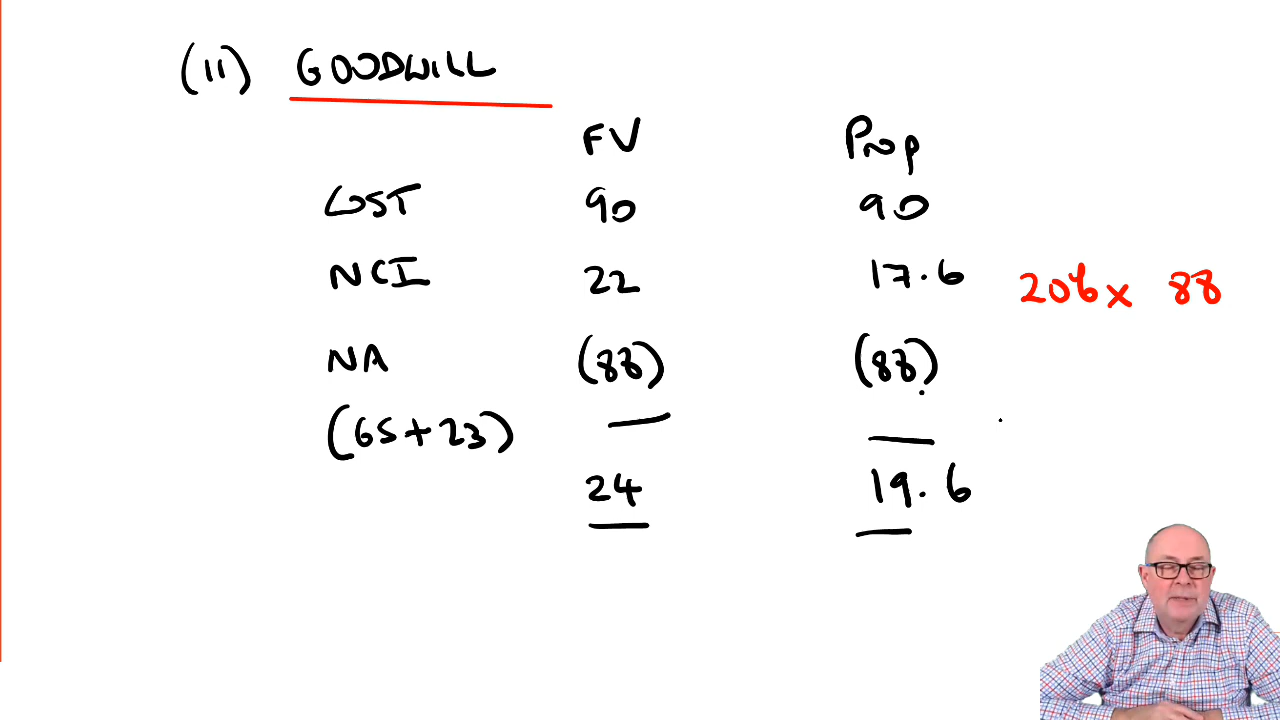 (ii) GOODWILL
FV Prop
COST 90 90
NCI 22 17.6 20% x 88
NA (88) (88)
(65+23)
24 19.6